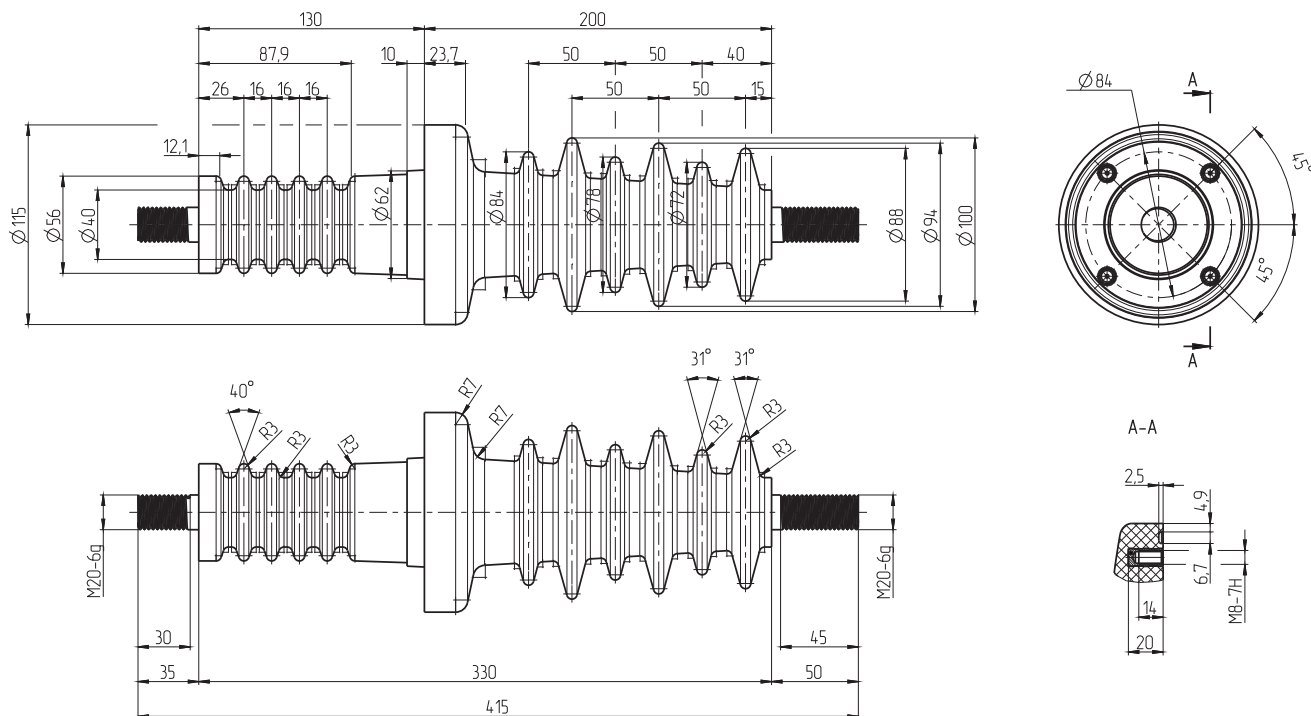 130
200
87,9
10
23,7
50
50
40
26
16
16
16
50
50
15
12,1
Ø115
Ø56
Ø40
Ø62
Ø84
Ø78
Ø72
Ø88
Ø94
Ø100
Ø84
A
45°
45°
A
40°
R3
R3
R3
R7
R7
31°
31°
R3
R3
R3
M20-6g
M20-6g
30
45
35
330
50
415
A-A
2,5
4,9
6,7
M8-7H
14
20